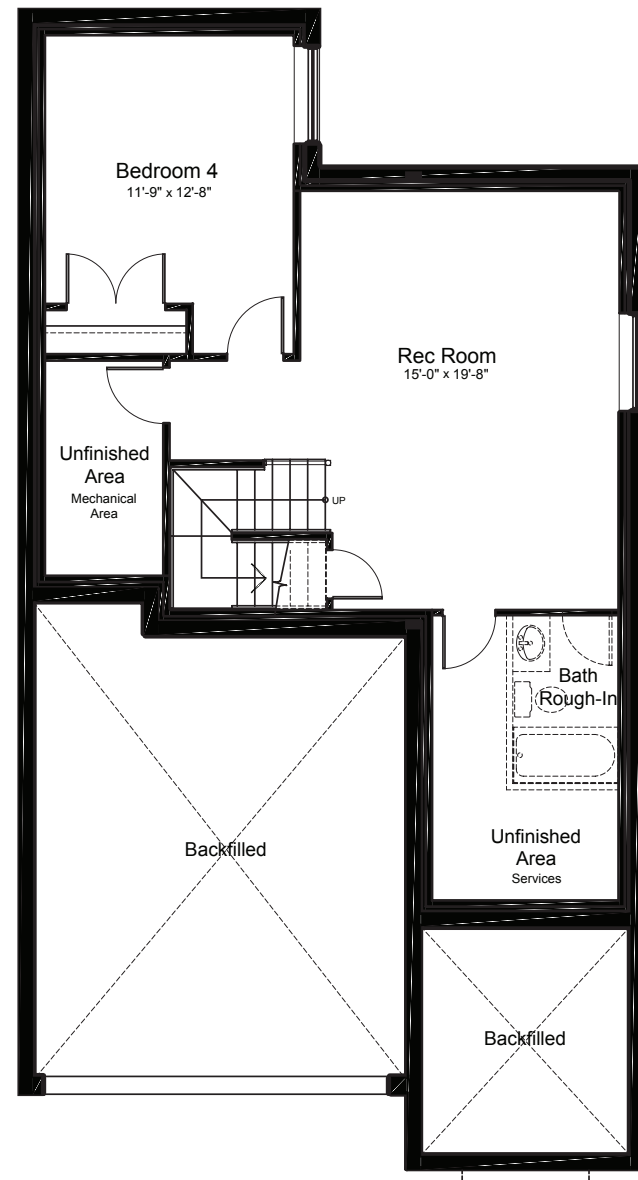 Bedroom 4
11'-9" x 12'-8"
Rec Room
15'-0" x 19'-8"
Unfinished
Area
Mechanical
Area
UP
Bath
Rough-In
Backfilled
Unfinished
Area
Services
Backfilled